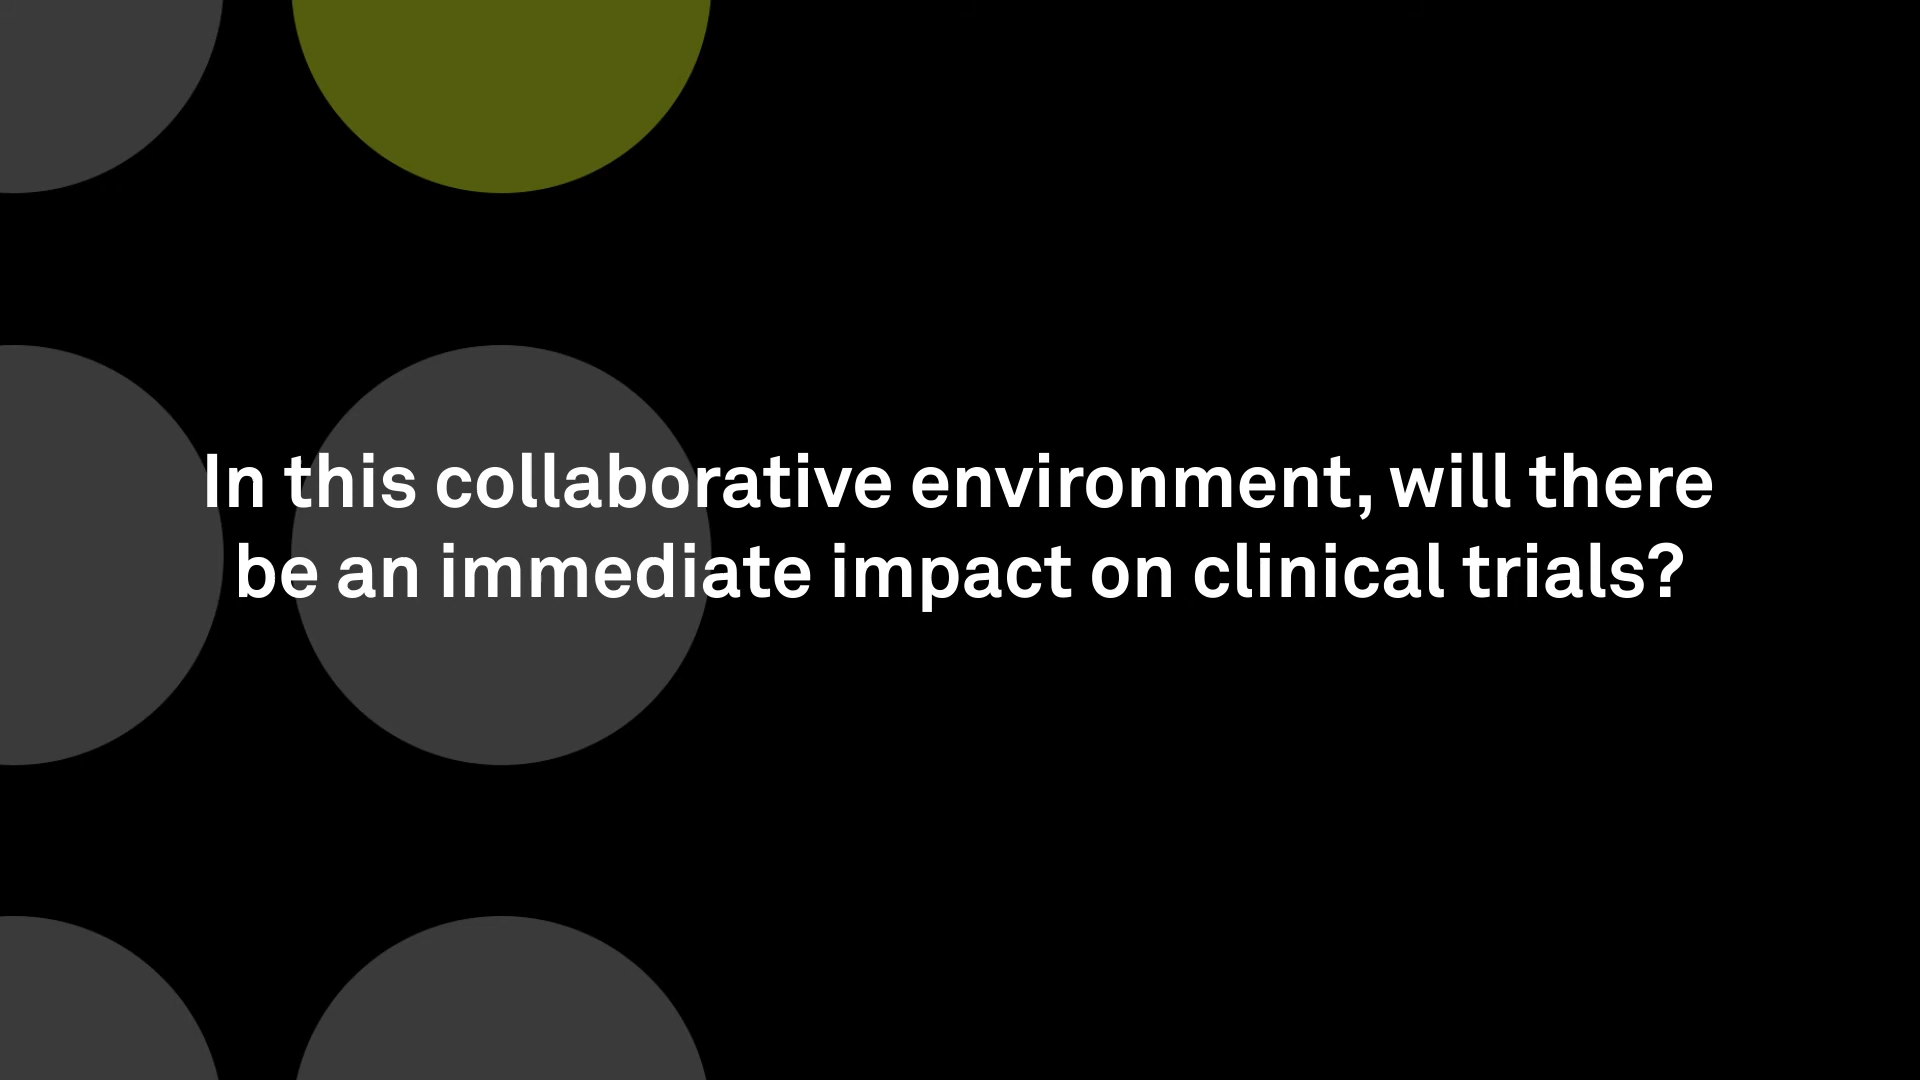 In this collaborative environment, will there
be an immediate impact on clinical trials?